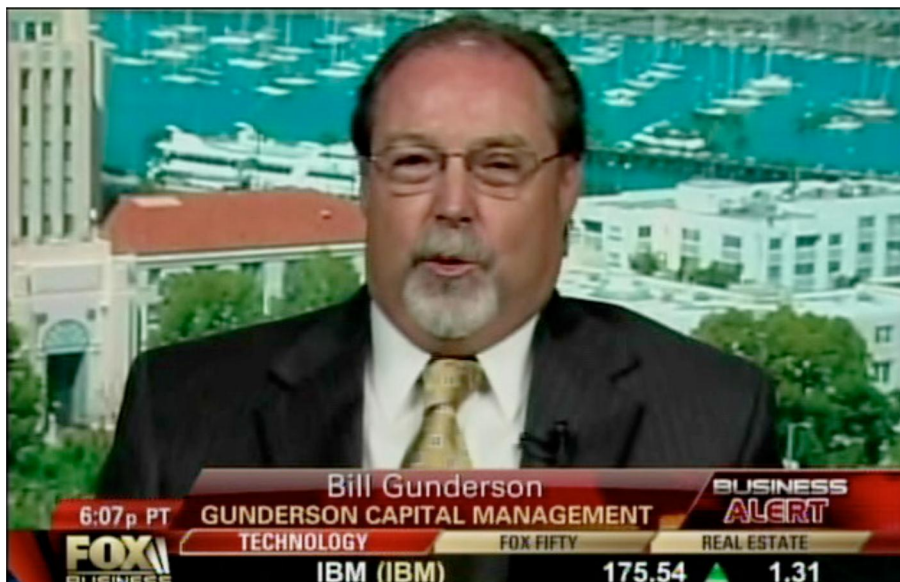 Bill Gunderson
BUSINESS ALERT
6:07p PT
GUNDERSON CAPITAL MANAGEMENT
TECHNOLOGY
FOX FIFTY
REAL ESTATE
FOX
BUSINESS
IBM (IBM) 175.54 ▲ 1.31